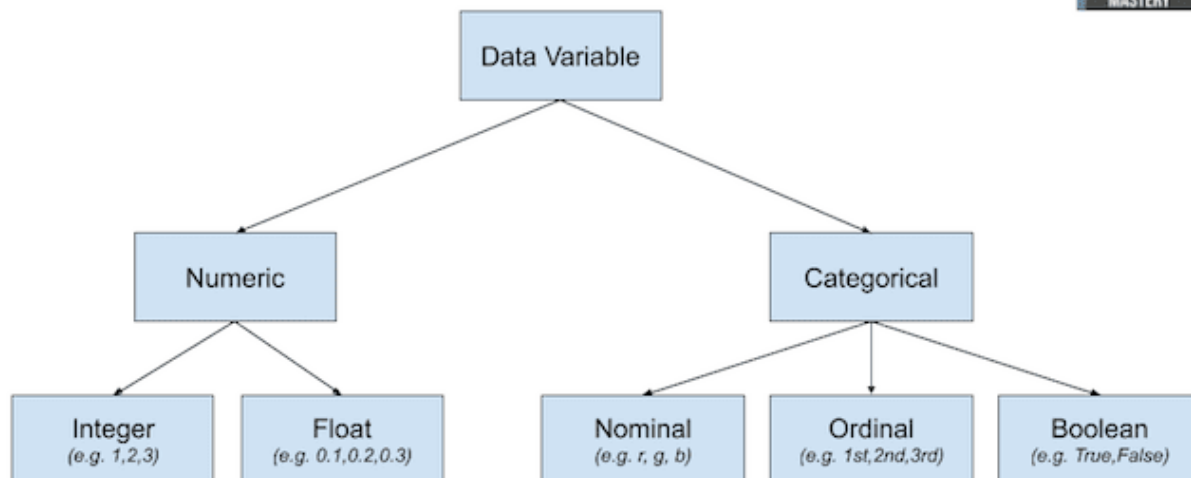 MASTERY
Data Variable
Numeric
Categorical
Integer
(e.g. 1,2,3)
Float
(e.g. 0.1,0.2,0.3)
Nominal
(e.g. r, g, b)
Ordinal
(e.g. 1st,2nd,3rd)
Boolean
(e.g. True,False)